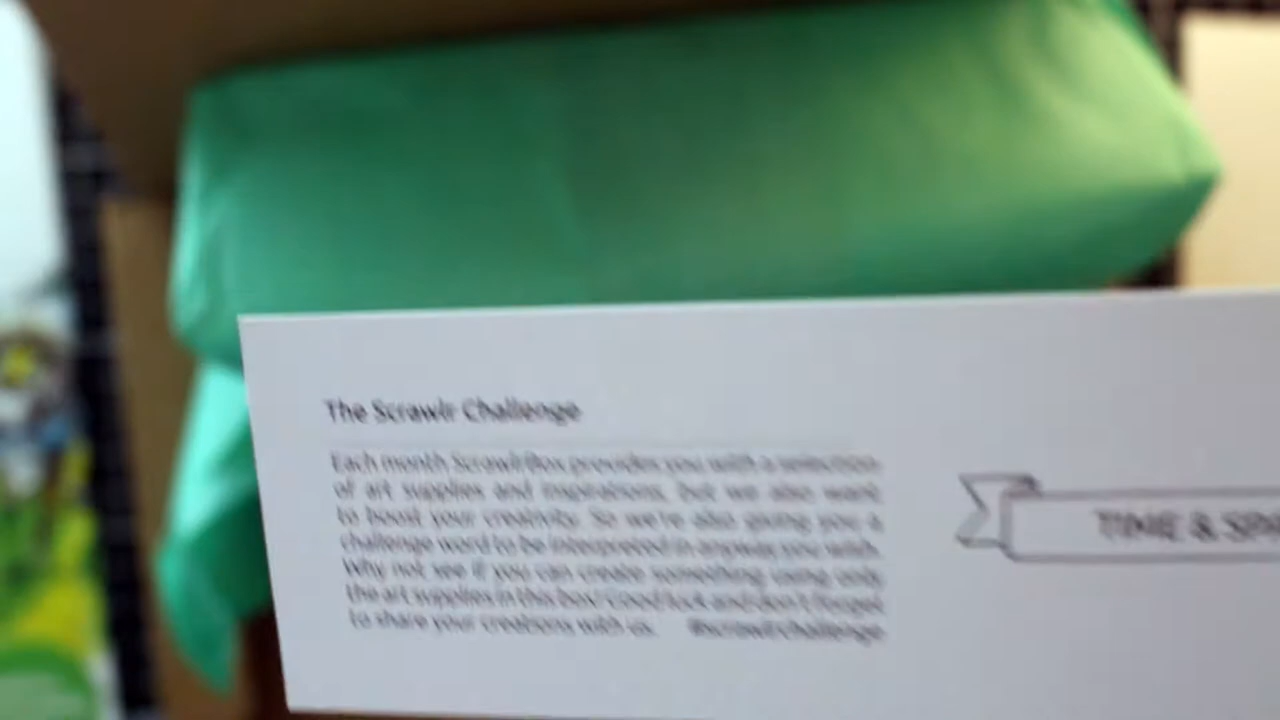 The Scrawlr Challenge
Each month ScrawlrBox provides you with a selection
of art supplies and inspirations, but we also want
to boost your creativity. So we're also giving you a
challenge word to be interpreted in anyway you wish.
Why not see if you can create something using only
the art supplies in this box! Good luck and don't forget
to share your creations with us. #scrawlrchallenge
TIME &